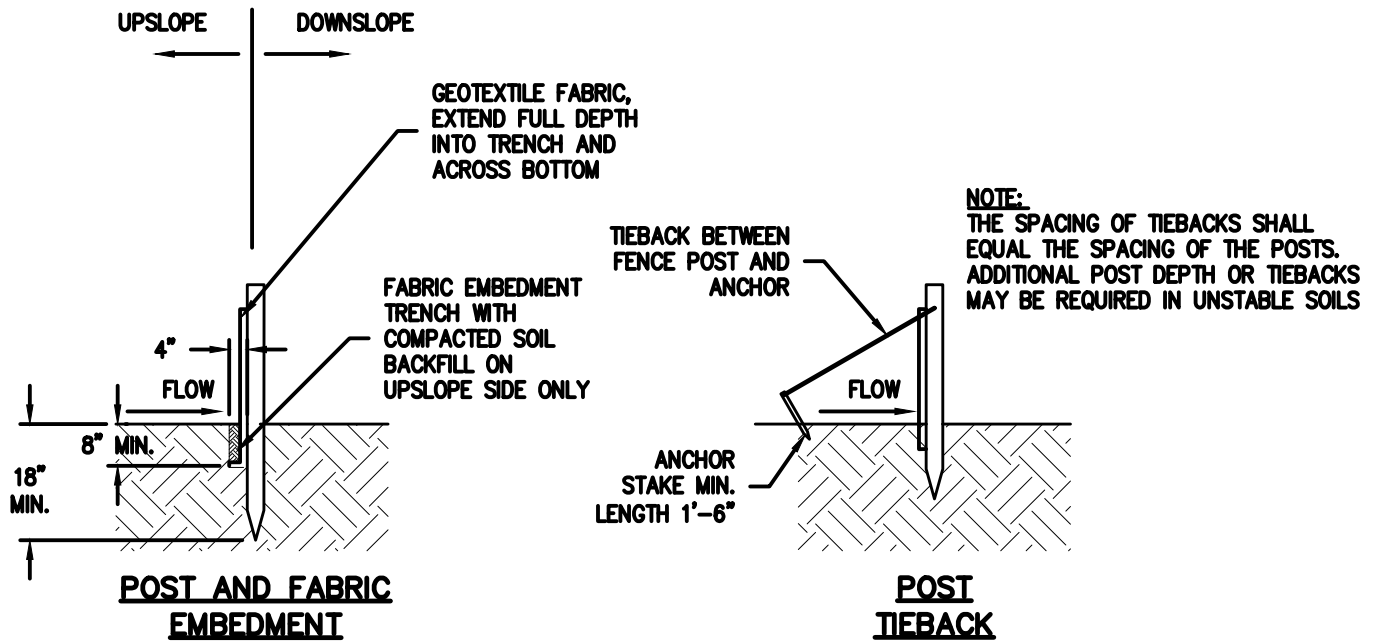 UPSLOPE
DOWNSLOPE
GEOTEXTILE FABRIC,
EXTEND FULL DEPTH
INTO TRENCH AND
ACROSS BOTTOM
FABRIC EMBEDMENT
TRENCH WITH
COMPACTED SOIL
BACKFILL ON
UPSLOPE SIDE ONLY
4"
FLOW
8" MIN.
18"
MIN.
POST AND FABRIC
EMBEDMENT
TIEBACK BETWEEN
FENCE POST AND
ANCHOR
NOTE:
THE SPACING OF TIEBACKS SHALL
EQUAL THE SPACING OF THE POSTS.
ADDITIONAL POST DEPTH OR TIEBACKS
MAY BE REQUIRED IN UNSTABLE SOILS
FLOW
ANCHOR
STAKE MIN.
LENGTH 1'-6"
POST
TIEBACK